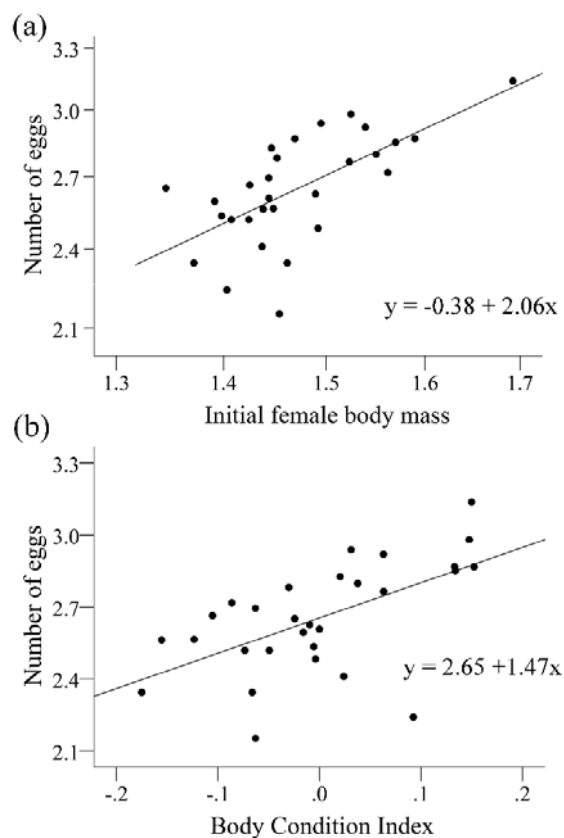 (a)
3.3
3.0
2.7
2.4
2.1
Number of eggs
y = -0.38 + 2.06x
1.3 1.4 1.5 1.6 1.7
Initial female body mass
(b)
3.3
3.0
2.7
2.4
2.1
Number of eggs
y = 2.65 +1.47x
-.2 -.1 .0 .1 .2
Body Condition Index